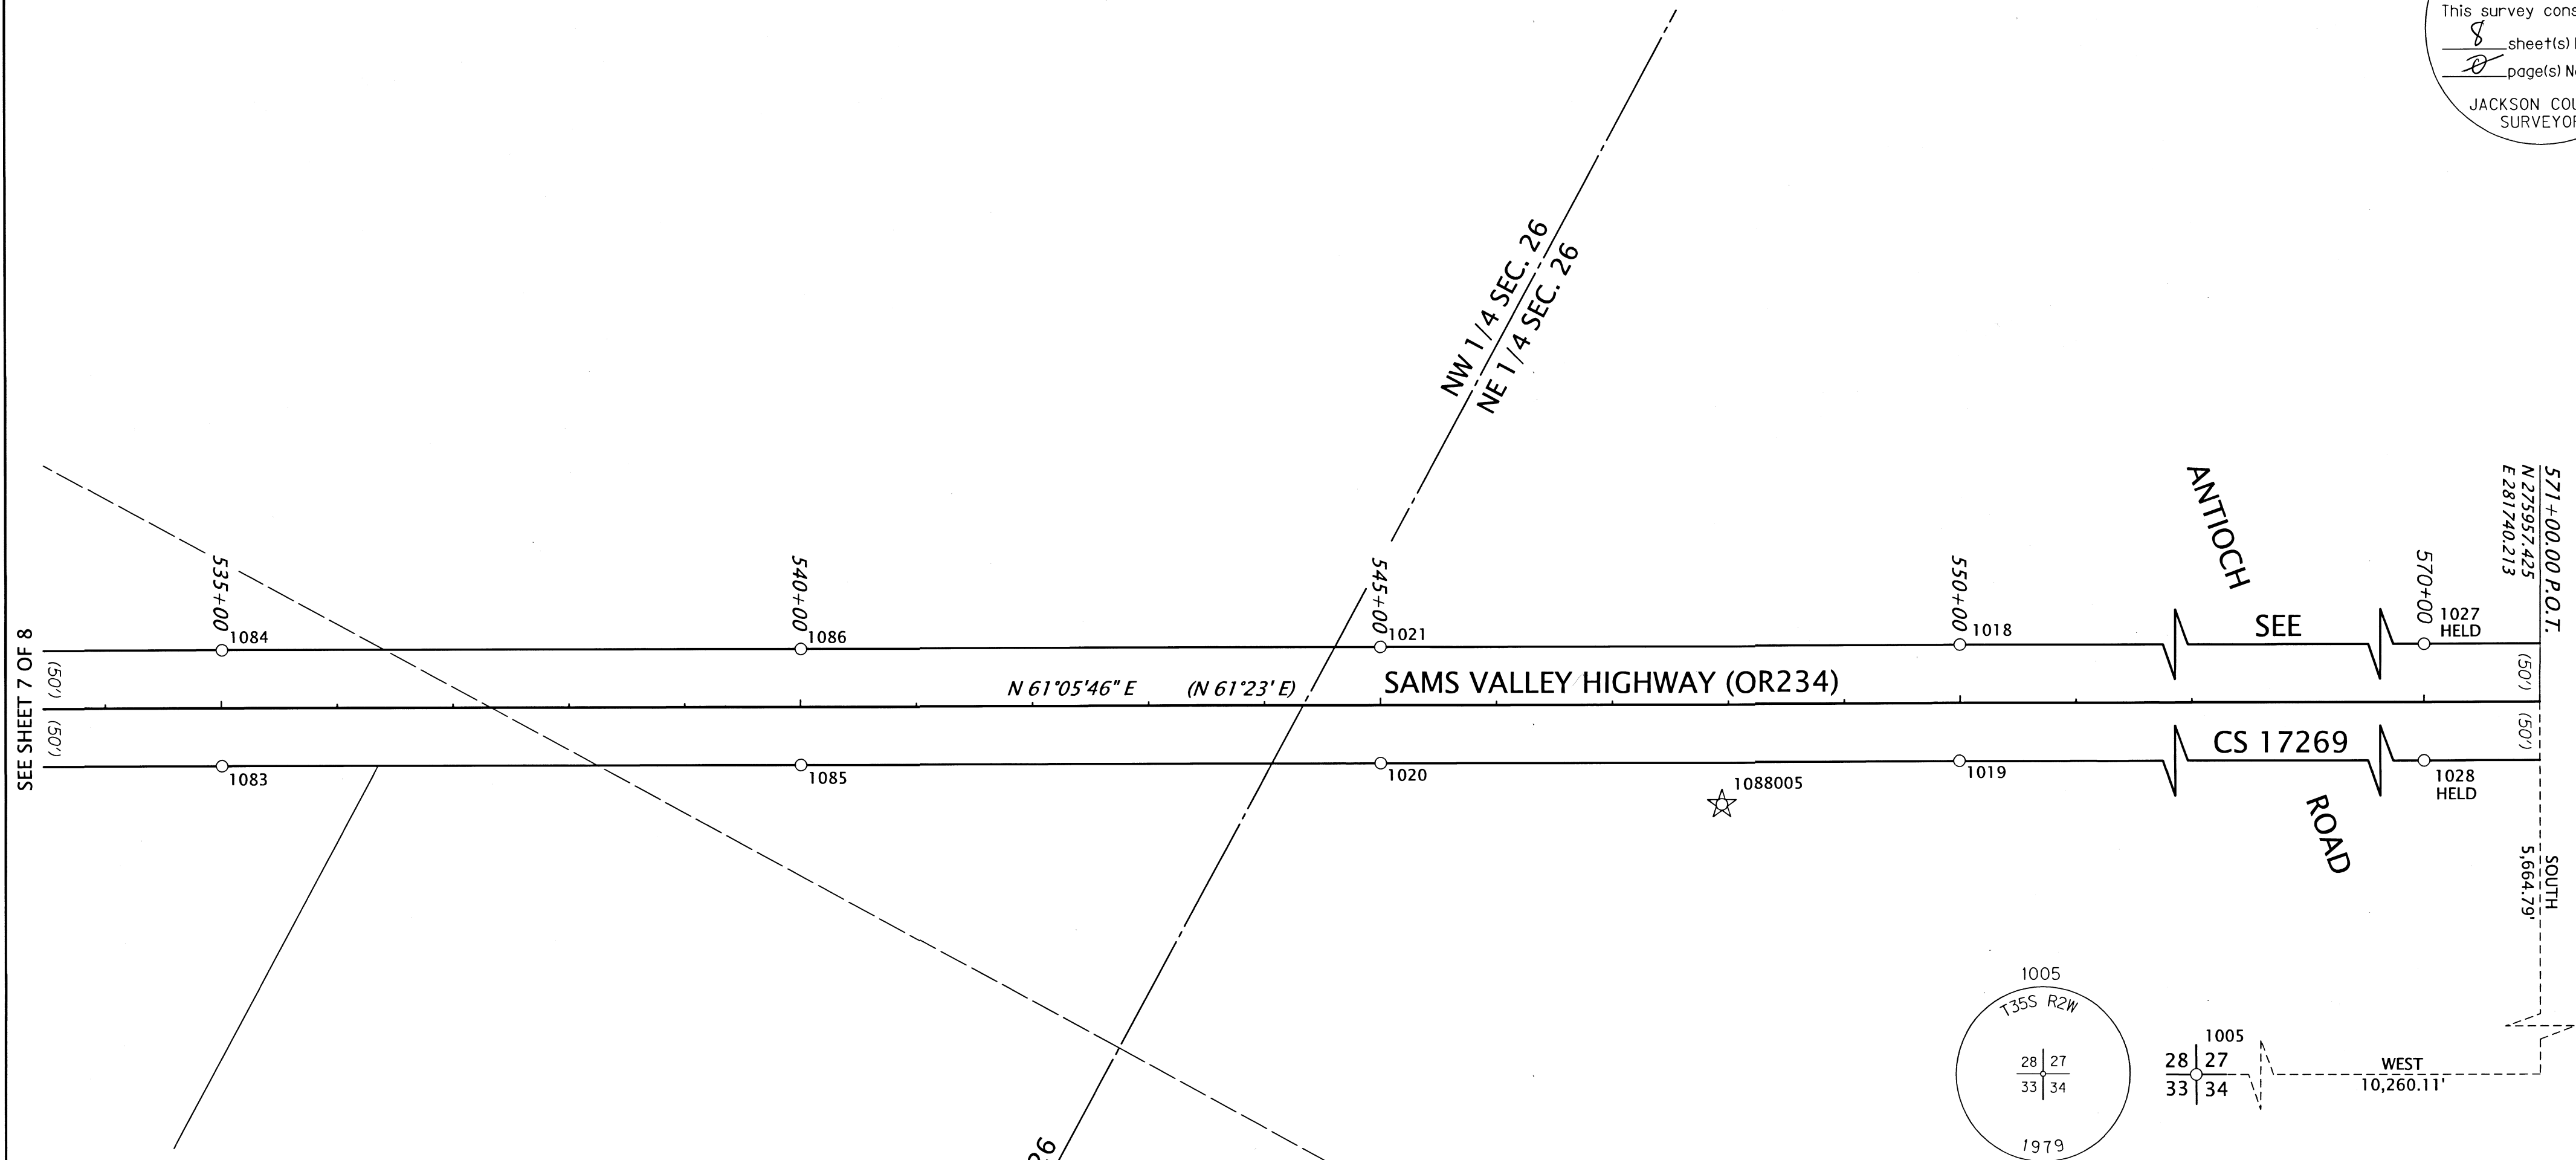 This survey cons
8 sheet(s)
0 page(s) N
JACKSON COU
SURVEYOR
NW 1/4 SEC. 26
NE 1/4 SEC. 26
ANTIOCH
571+00.00 P.O.T.
N 275957.425
E 281740.213
535+00
540+00
545+00
550+00
570+00
1084
1086
1021
1018
SEE
1027
HELD
SEE SHEET 7 OF 8
(50')
(50')
N 61°05'46" E
(N 61°23' E)
SAMS VALLEY HIGHWAY (OR234)
(50')
(50')
CS 17269
1083
1085
1020
1019
1028
HELD
1088005
ROAD
SOUTH
5,664.79'
1005
T35S R2W
28 27
33 34
1979
1005
28 27
33 34
WEST
10,260.11'
26